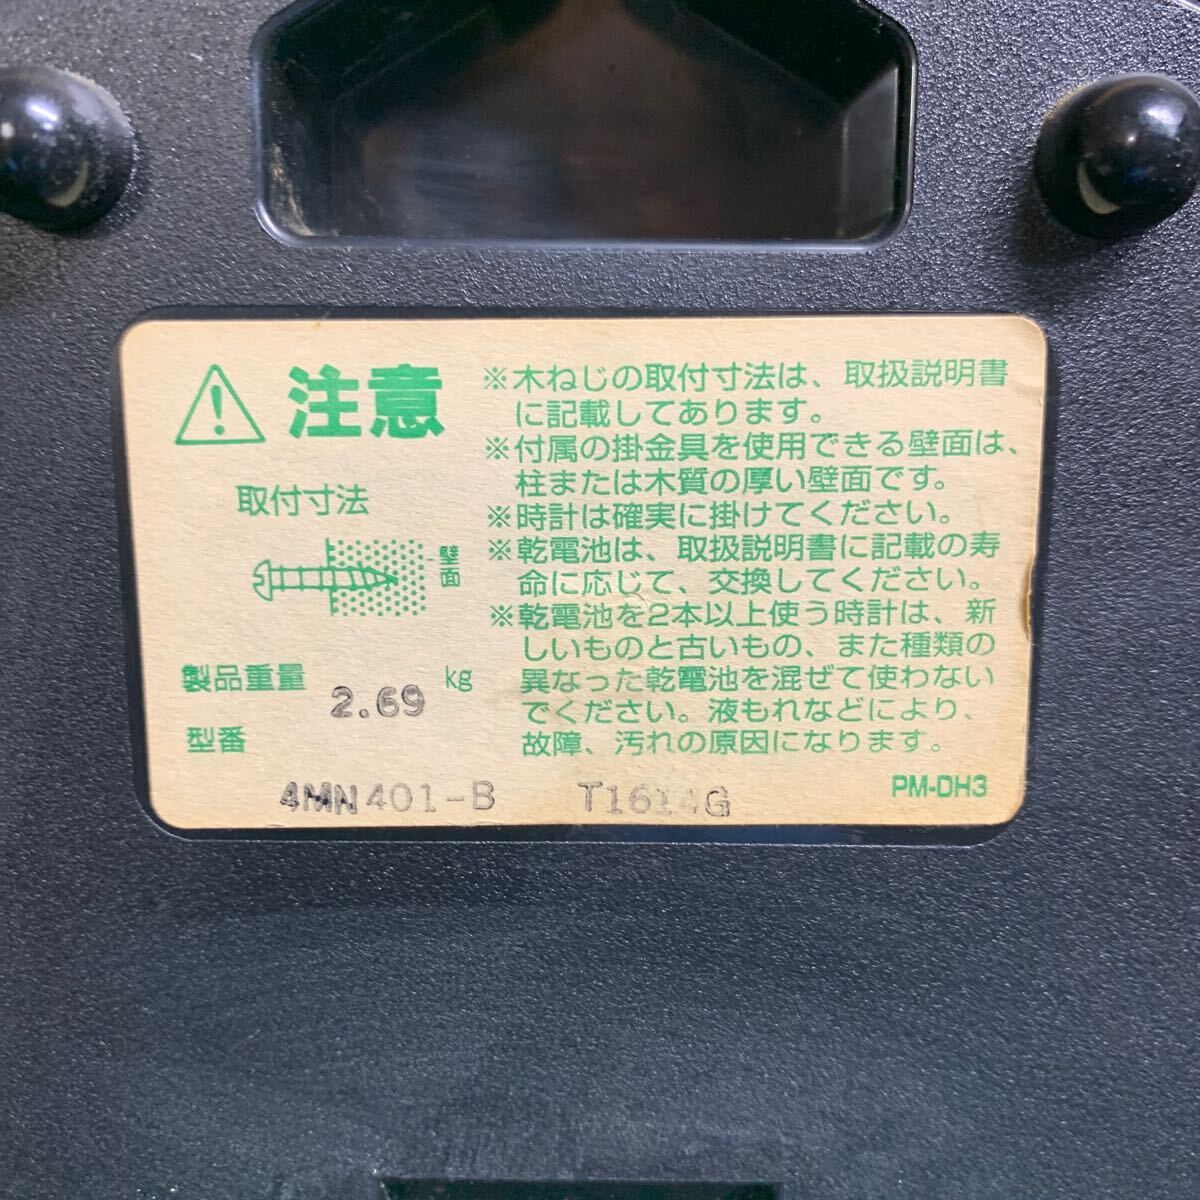 注意
取付寸法
壁面
製品重量 2.69 kg
型番
4MN401-B T1614G
※木ねじの取付寸法は、取扱説明書
に記載してあります。
※付属の掛金具を使用できる壁面は、
柱または木質の厚い壁面です。
※時計は確実に掛けてください。
※乾電池は、取扱説明書に記載の寿
命に応じて、交換してください。
※乾電池を2本以上使う時計は、新
しいものと古いもの、また種類の
異なった乾電池を混ぜて使わない
でください。液もれなどにより、
故障、汚れの原因になります。
PM-DH3